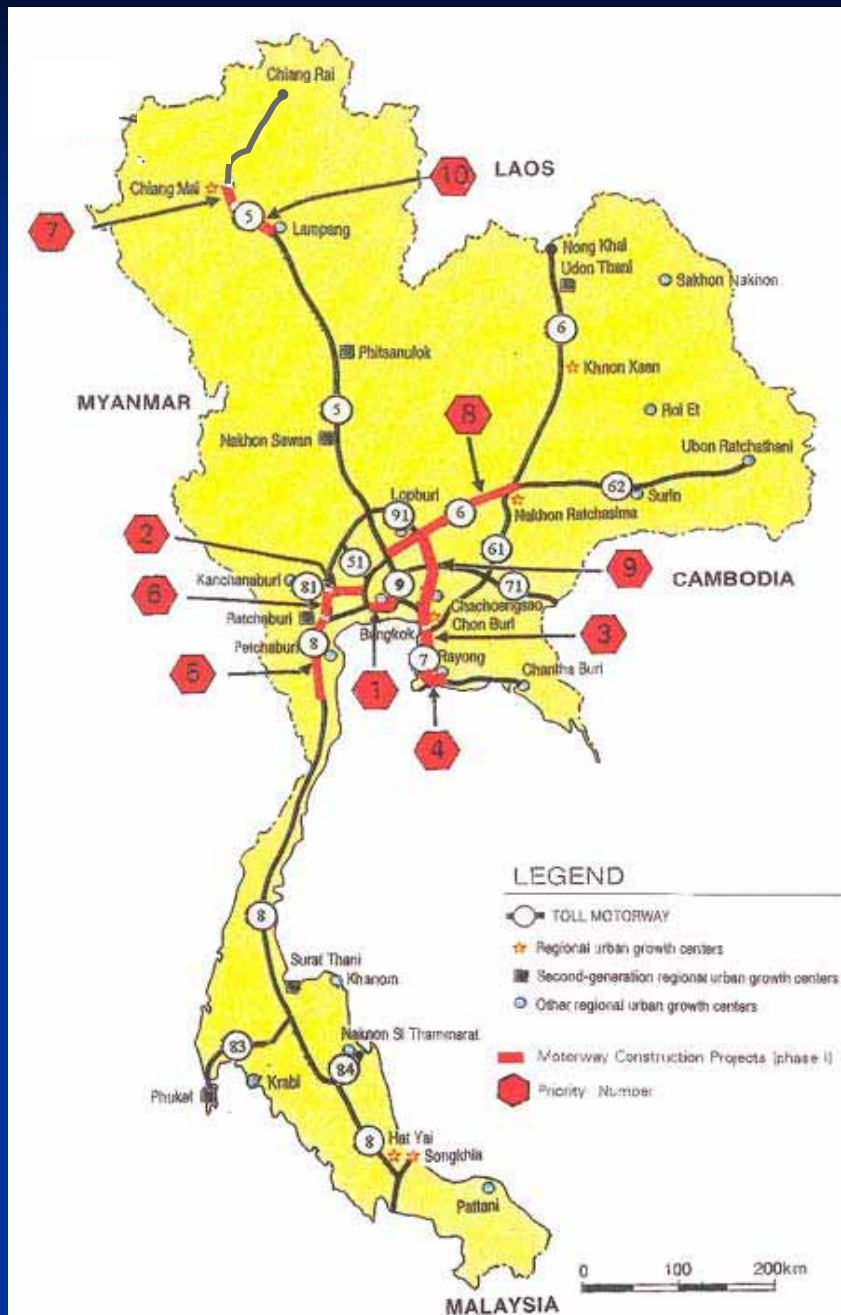 Chiang Rai
10
LAOS
Chiang Mai
7
5
Lampang
Nong Khai
Udon Thani
Sakhon Nakhon
6
Phitsanulok
Khnon Kaen
MYANMAR
5
8
Roi Et
Nakhon Sawan
Ubon Ratchathani
62
Surin
Lopburi
91
6
Nakhon Ratchasima
2
51
61
9
Kanchanaburi
81
9
71
CAMBODIA
6
Ratchaburi
Chachoengsao
Chon Buri
3
Bangkok
8
Petchaburi
7
Rayong
5
1
Chantha Buri
4
LEGEND
8
TOLL MOTORWAY
Regional urban growth centers
Surat Thani
Second-generation regional urban growth centers
Khanom
Other regional urban growth centers
Naknon Si Thammarat
83
84
Motorway Construction Projects (phase I)
Phuket
Krabi
Priority Number
8
Hat Yai
Songkhla
Pattani
0 100 200km
MALAYSIA